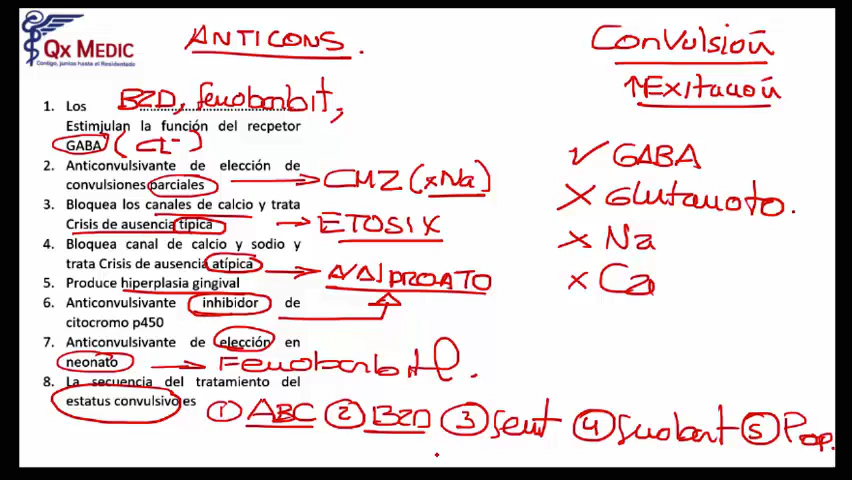 Qx MEDIC
Contigo, juntos hasta el Residentado
ANTICONS.
1. Los BZD, fenobarbit,
Estimjulan la función del recpetor
GABA (Cl-)
2. Anticonvulsivante de elección de
convulsiones parciales → CMZ (xNa)
3. Bloquea los canales de calcio y trata
Crisis de ausencia típica → ETOSIX
4. Bloquea canal de calcio y sodio y
trata Crisis de ausencia atípica → VALPROATO
5. Produce hiperplasia gingival
6. Anticonvulsivante inhibidor de
citocromo p450
7. Anticonvulsivante de elección en
neonato → Fenobarbital.
8. La secuencia del tratamiento del
estatus convulsivo es ① ABC ② BZD ③ fenit ④ fenobart ⑤ Prop.
Convulsión
↑Exitación
✓ GABA
X Glutamato.
X Na
X Ca